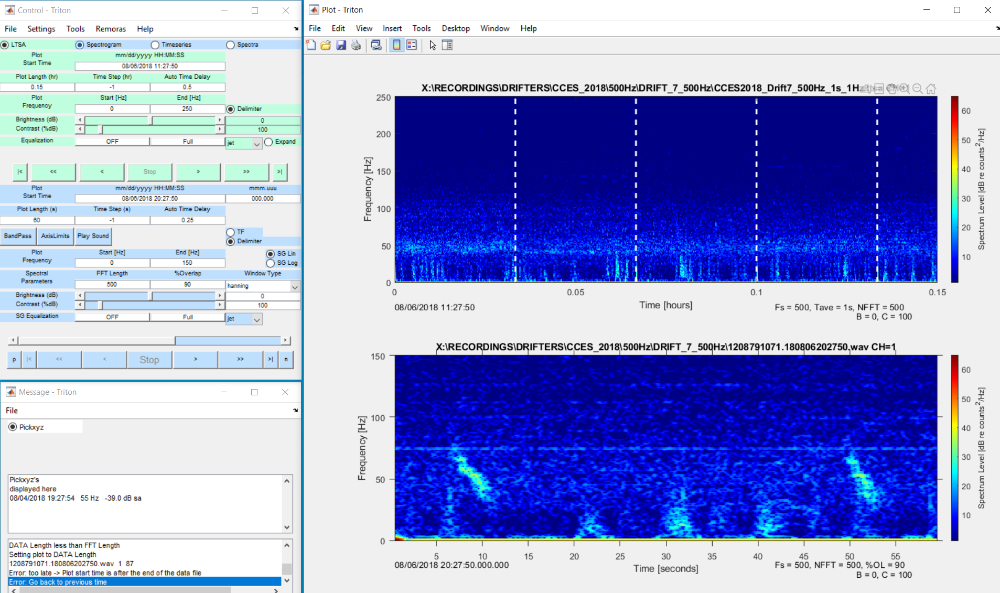 Control - Triton
File Settings Tools Remoras Help
LTSA Spectrogram Timeseries Spectra
Plot Start Time mm/dd/yyyy HH:MM:SS
08/06/2018 11:27:50
Plot Length (hr) Time Step (hr) Auto Time Delay
0.15 -1 0.5
Plot Frequency Start [Hz] End [Hz]
0 250 Delimiter
Brightness (dB) 0
Contrast (%dB) 100
Equalization OFF Full jet Expand
|< << < Stop > >> >|
Plot Start Time mm/dd/yyyy HH:MM:SS mmm.uuu
08/06/2018 20:27:50 000.000
Plot Length (s) Time Step (s) Auto Time Delay
60 -1 0.25
BandPass AxisLimits Play Sound TF
Delimiter
Plot Frequency Start [Hz] End [Hz] SG Lin
0 150 SG Log
Spectral Parameters FFT Length %Overlap Window Type
500 90 hanning
Brightness (dB) 0
Contrast (%dB) 100
SG Equalization OFF Full jet
p |< << < Stop > >> >| n
Message - Triton
File
Pickxyz
Pickxyz's
displayed here
08/04/2018 19:27:54 55 Hz -39.0 dB sa
DATA Length less than FFT Length
Setting plot to DATA Length
1208791071.180806202750.wav 1 87
Error: too late -> Plot start time is after the end of the data file
Error: Go back to previous time
Plot - Triton
File Edit View Insert Tools Desktop Window Help
X:\RECORDINGS\DRIFTERS\CCES_2018\500Hz\DRIFT_7_500Hz\CCES2018_Drift7_500Hz_1s_1Hz
250
200
150
100
50
0
Frequency [Hz]
0 0.05 0.1 0.15
Time [hours]
08/06/2018 11:27:50
Fs = 500, Tave = 1s, NFFT = 500
B = 0, C = 100
60
50
40
30
20
10
Spectrum Level [dB re counts²/Hz]
X:\RECORDINGS\DRIFTERS\CCES_2018\500Hz\DRIFT_7_500Hz\1208791071.180806202750.wav CH=1
150
100
50
0
Frequency [Hz]
5 10 15 20 25 30 35 40 45 50 55
Time [seconds]
08/06/2018 20:27:50.000.000
Fs = 500, NFFT = 500, %OL = 90
B = 0, C = 100
60
50
40
30
20
10
Spectrum Level [dB re counts²/Hz]